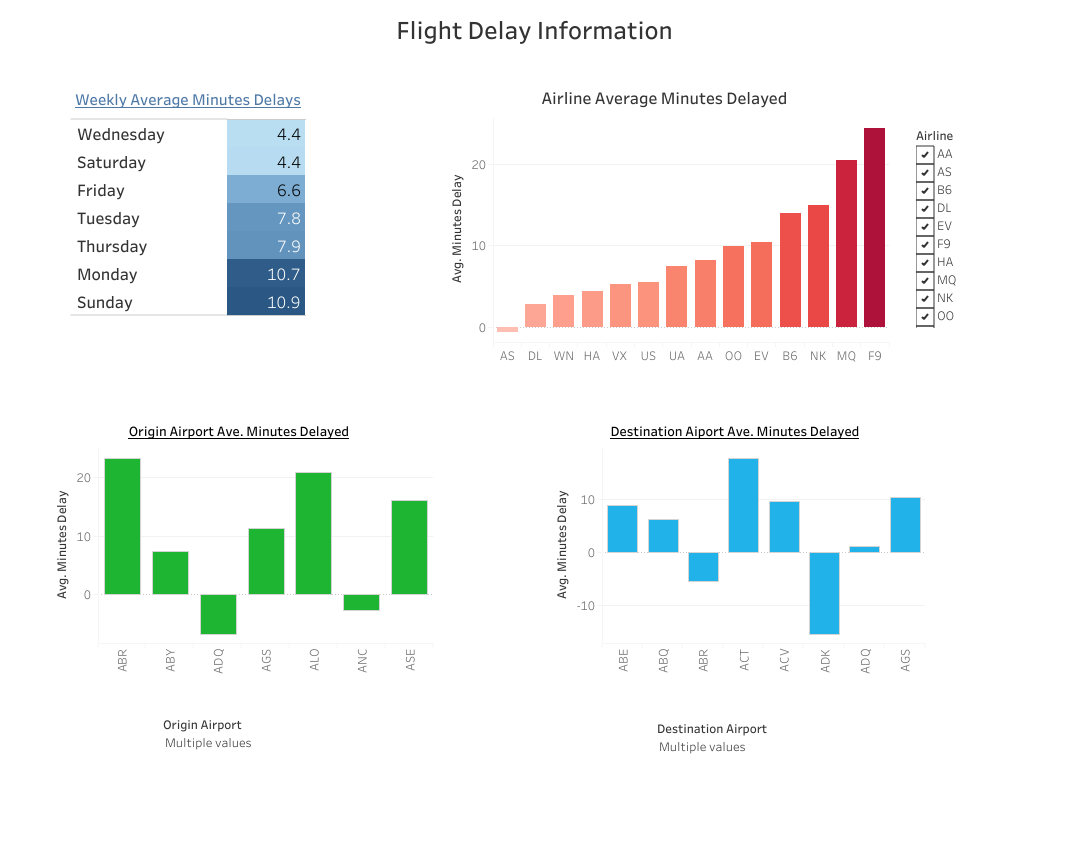 Flight Delay Information
Weekly Average Minutes Delays
Wednesday 4.4
Saturday 4.4
Friday 6.6
Tuesday 7.8
Thursday 7.9
Monday 10.7
Sunday 10.9
Airline Average Minutes Delayed
Avg. Minutes Delay
20
10
0
AS DL WN HA VX US UA AA OO EV B6 NK MQ F9
Airline
AA
AS
B6
DL
EV
F9
HA
MQ
NK
OO
Origin Airport Ave. Minutes Delayed
Avg. Minutes Delay
20
10
0
ABR ABY ADQ AGS ALO ANC ASE
Origin Airport
Multiple values
Destination Aiport Ave. Minutes Delayed
Avg. Minutes Delay
10
0
-10
ABE ABQ ABR ACT ACV ADK ADQ AGS
Destination Airport
Multiple values